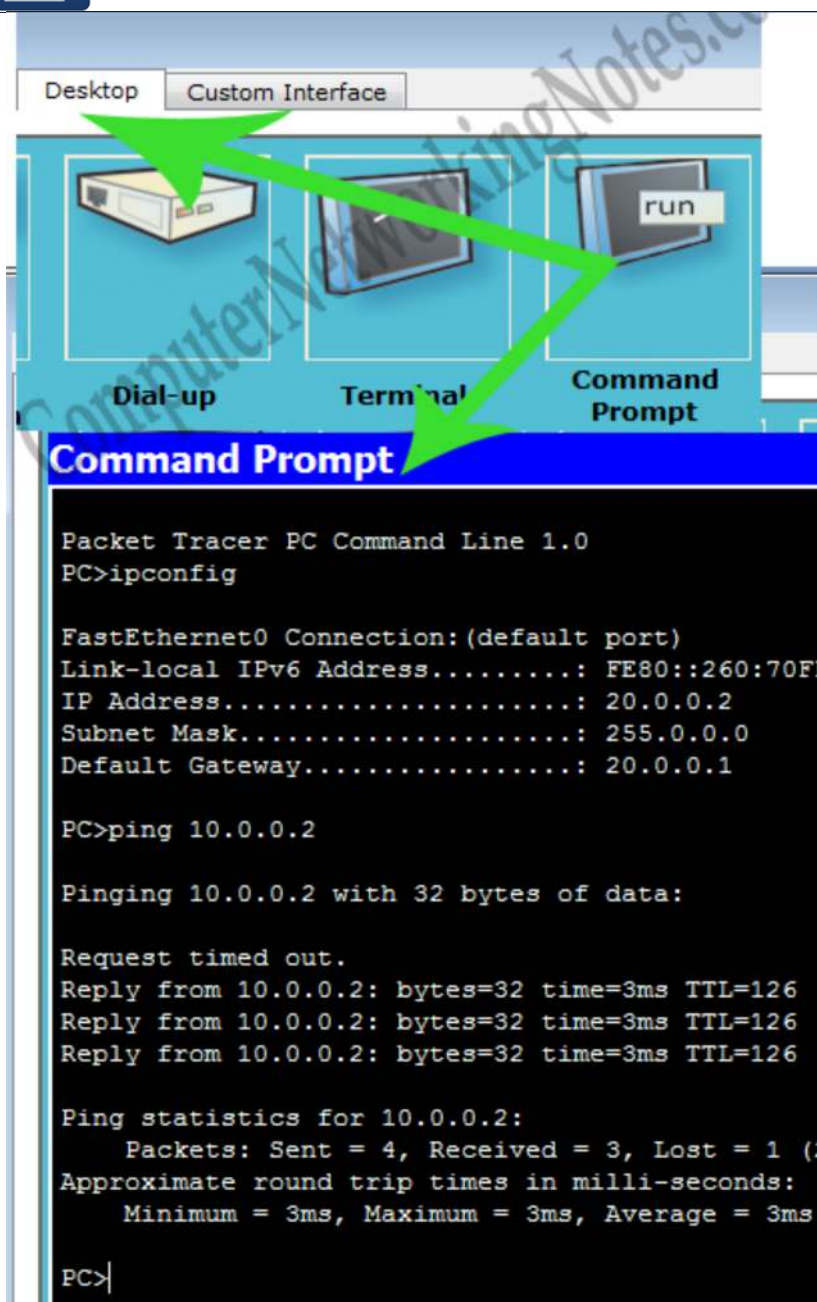 ComputerNetworkingNotes.co
Desktop Custom Interface
run
Dial-up Terminal Command Prompt
Command Prompt
Packet Tracer PC Command Line 1.0
PC>ipconfig
FastEthernet0 Connection:(default port)
Link-local IPv6 Address.........: FE80::260:70F
IP Address......................: 20.0.0.2
Subnet Mask.....................: 255.0.0.0
Default Gateway.................: 20.0.0.1
PC>ping 10.0.0.2
Pinging 10.0.0.2 with 32 bytes of data:
Request timed out.
Reply from 10.0.0.2: bytes=32 time=3ms TTL=126
Reply from 10.0.0.2: bytes=32 time=3ms TTL=126
Reply from 10.0.0.2: bytes=32 time=3ms TTL=126
Ping statistics for 10.0.0.2:
Packets: Sent = 4, Received = 3, Lost = 1 (
Approximate round trip times in milli-seconds:
Minimum = 3ms, Maximum = 3ms, Average = 3ms
PC>